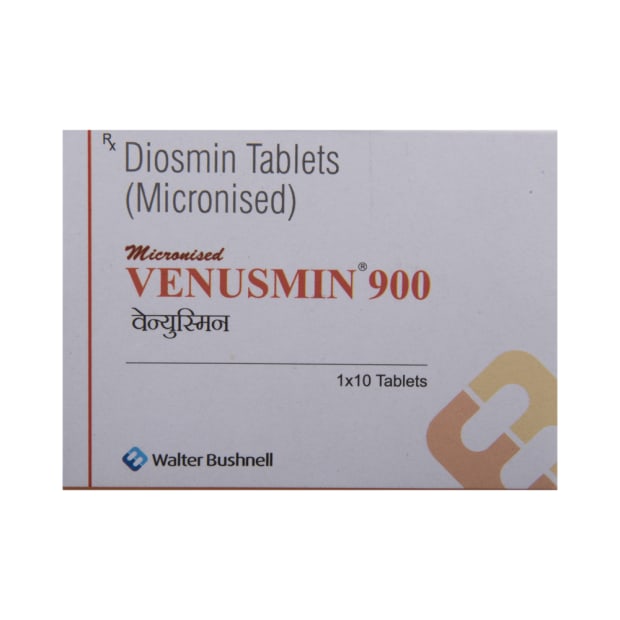 Rx Diosmin Tablets
(Micronised)
Micronised
VENUSMIN® 900
वेन्युस्मिन
1x10 Tablets
Walter Bushnell